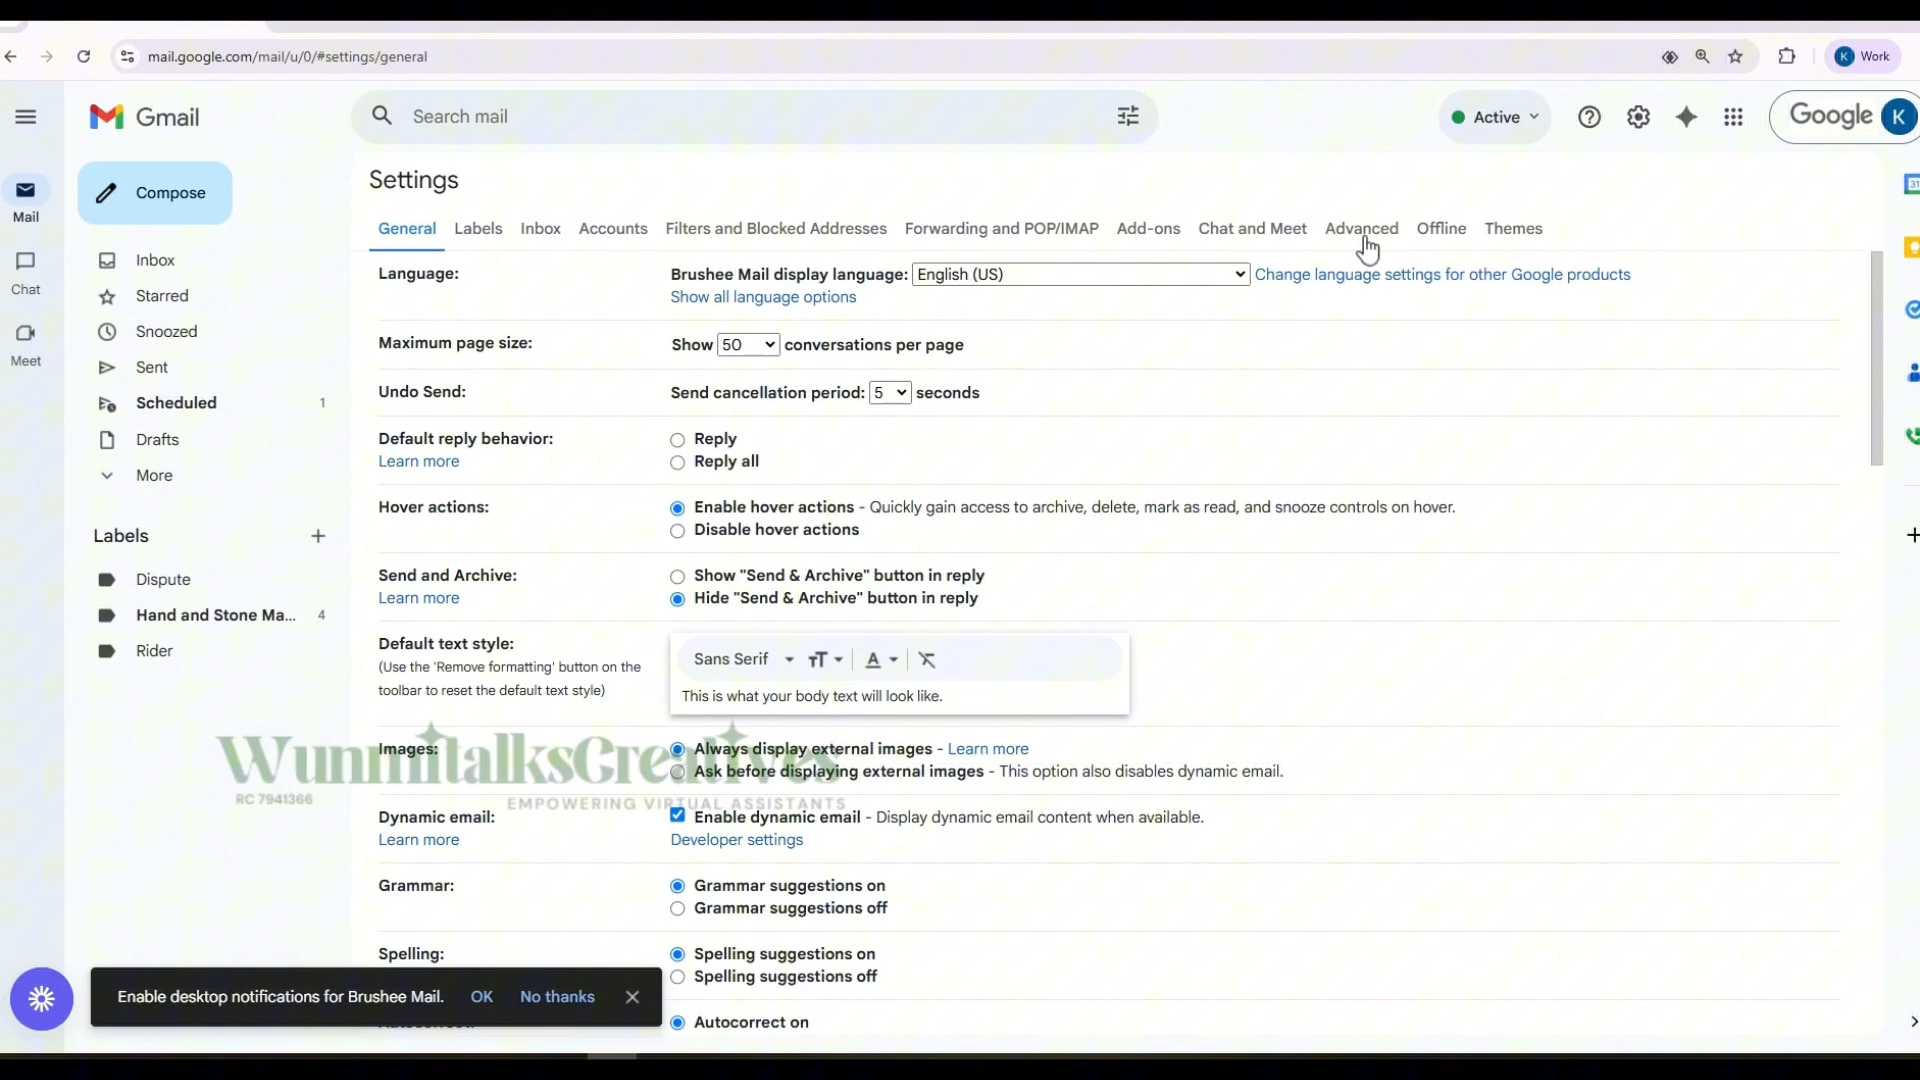 mail.google.com/mail/u/0/#settings/general
K Work
Gmail
Search mail
Active
Google K
Mail
Chat
Meet
Compose
Inbox
Starred
Snoozed
Sent
Scheduled 1
Drafts
More
Labels
Dispute
Hand and Stone Ma... 4
Rider
Settings
General Labels Inbox Accounts Filters and Blocked Addresses Forwarding and POP/IMAP Add-ons Chat and Meet Advanced Offline Themes
Language: Brushee Mail display language: English (US) Change language settings for other Google products
Show all language options
Maximum page size: Show 50 conversations per page
Undo Send: Send cancellation period: 5 seconds
Default reply behavior: Reply
Learn more Reply all
Hover actions: Enable hover actions - Quickly gain access to archive, delete, mark as read, and snooze controls on hover.
Disable hover actions
Send and Archive: Show "Send & Archive" button in reply
Learn more Hide "Send & Archive" button in reply
Default text style:
(Use the 'Remove formatting' button on the
toolbar to reset the default text style)
Sans Serif
This is what your body text will look like.
Images: Always display external images - Learn more
Ask before displaying external images - This option also disables dynamic email.
WunmitalksCreatives
RC 7941366
EMPOWERING VIRTUAL ASSISTANTS
Dynamic email: Enable dynamic email - Display dynamic email content when available.
Learn more Developer settings
Grammar: Grammar suggestions on
Grammar suggestions off
Spelling: Spelling suggestions on
Spelling suggestions off
Autocorrect on
Enable desktop notifications for Brushee Mail. OK No thanks
31